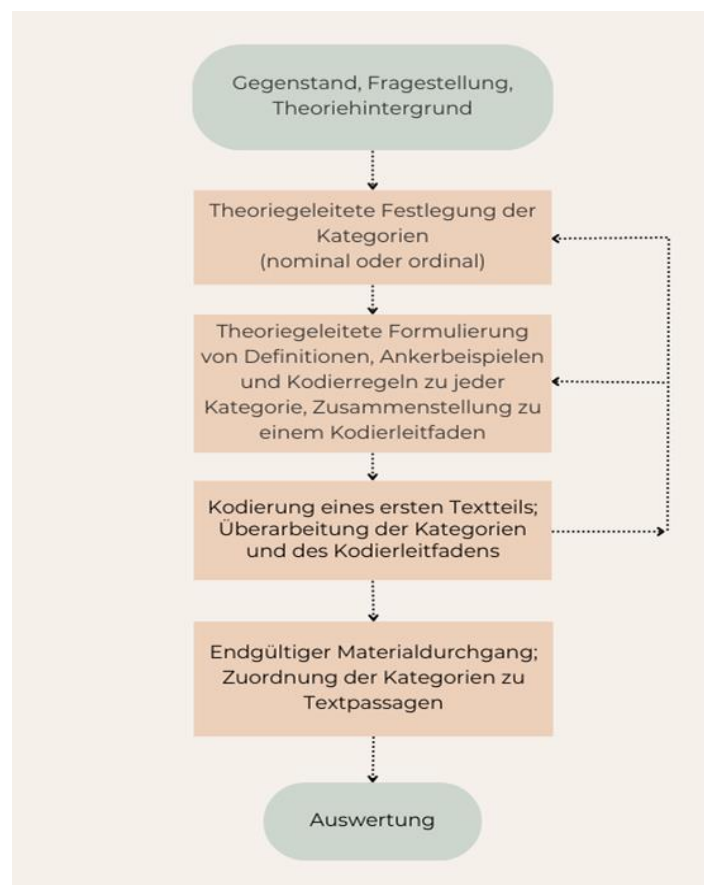 Gegenstand, Fragestellung,
Theoriehintergrund
Theoriegeleitete Festlegung der
Kategorien
(nominal oder ordinal)
Theoriegeleitete Formulierung
von Definitionen, Ankerbeispielen
und Kodierregeln zu jeder
Kategorie, Zusammenstellung zu
einem Kodierleitfaden
Kodierung eines ersten Textteils;
Überarbeitung der Kategorien
und des Kodierleitfadens
Endgültiger Materialdurchgang;
Zuordnung der Kategorien zu
Textpassagen
Auswertung